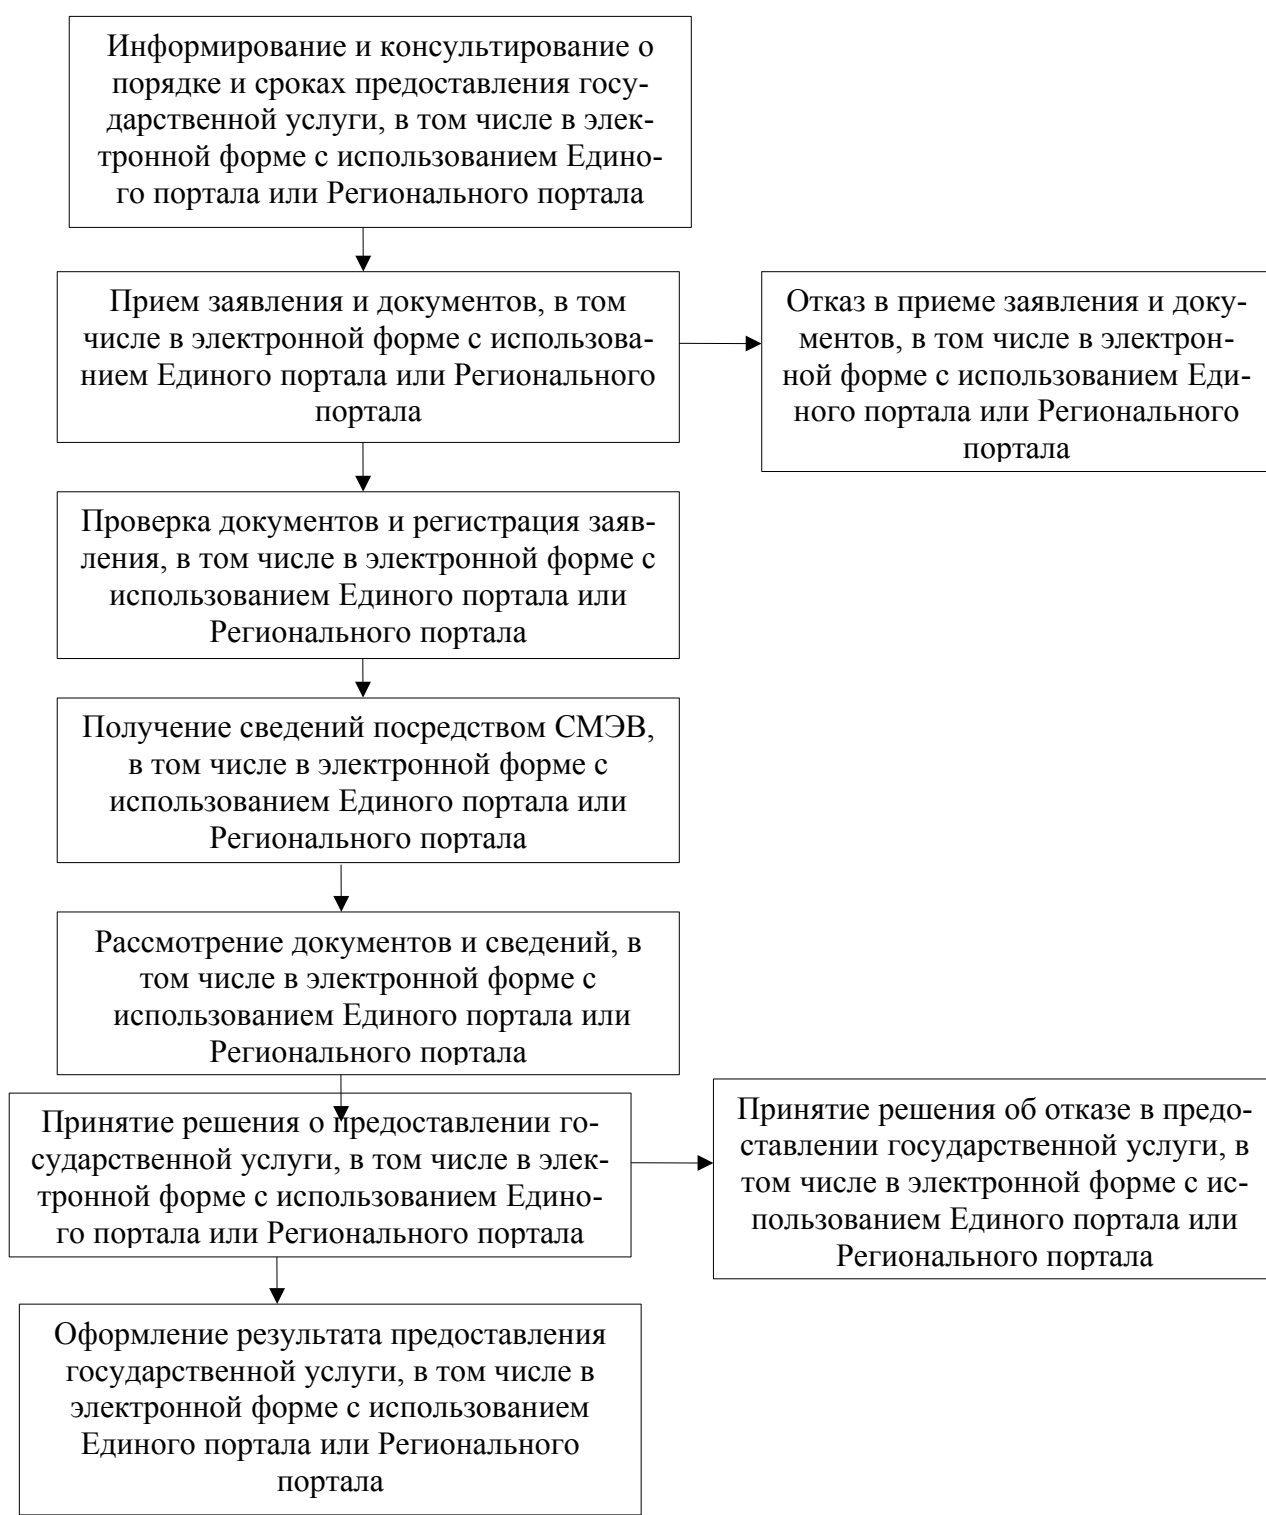 Информирование и консультирование о
порядке и сроках предоставления госу-
дарственной услуги, в том числе в элек-
тронной форме с использованием Едино-
го портала или Регионального портала
Прием заявления и документов, в том
числе в электронной форме с использова-
нием Единого портала или Регионального
портала
Отказ в приеме заявления и доку-
ментов, в том числе в электрон-
ной форме с использованием Еди-
ного портала или Регионального
портала
Проверка документов и регистрация заяв-
ления, в том числе в электронной форме с
использованием Единого портала или
Регионального портала
Получение сведений посредством СМЭВ,
в том числе в электронной форме с
использованием Единого портала или
Регионального портала
Рассмотрение документов и сведений, в
том числе в электронной форме с
использованием Единого портала или
Регионального портала
Принятие решения о предоставлении го-
сударственной услуги, в том числе в элек-
тронной форме с использованием Едино-
го портала или Регионального портала
Принятие решения об отказе в предо-
ставлении государственной услуги, в
том числе в электронной форме с ис-
пользованием Единого портала или
Регионального портала
Оформление результата предоставления
государственной услуги, в том числе в
электронной форме с использованием
Единого портала или Регионального
портала